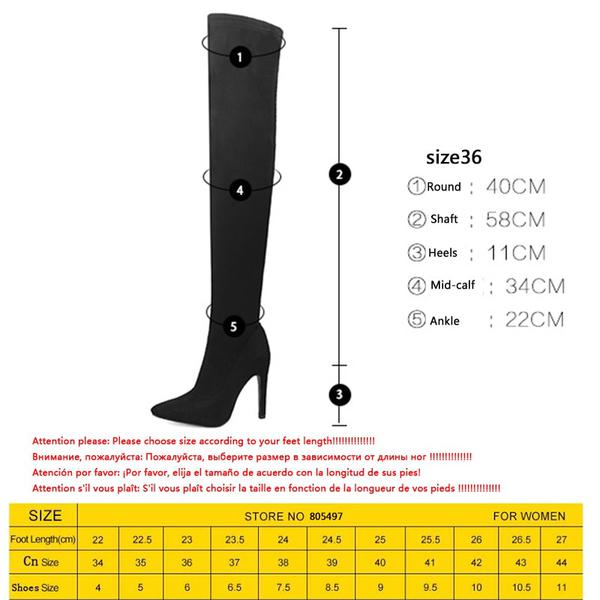 1
4
2
5
3
size36
① Round : 40CM
② Shaft : 58CM
③ Heels : 11CM
④ Mid-calf : 34CM
⑤ Ankle : 22CM
Attention please: Please choose size according to your feet length!!!!!!!!!!!!!!
Внимание, пожалуйста: Пожалуйста, выберите размер в зависимости от длины ног !!!!!!!!!!!!!!
Atención por favor: ¡Por favor, elija el tamaño de acuerdo con la longitud de sus pies!
Attention s'il vous plaît: S'il vous plaît choisir la taille en fonction de la longueur de vos pieds !!!!!!!!!!!!!!
SIZE STORE NO 805497 FOR WOMEN
Foot Length(cm) 22 22.5 23 23.5 24 24.5 25 25.5 26 26.5 27
Cn Size 34 35 36 37 38 39 40 41 42 43 44
Shoes Size 4 5 6 6.5 7.5 8.5 9 9.5 10 10.5 11